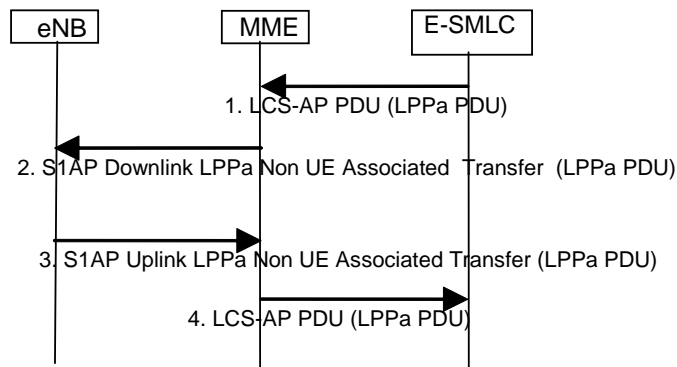 eNB
MME
E-SMLC
1. LCS-AP PDU (LPPa PDU)
2. S1AP Downlink LPPa Non UE Associated Transfer (LPPa PDU)
3. S1AP Uplink LPPa Non UE Associated Transfer (LPPa PDU)
4. LCS-AP PDU (LPPa PDU)